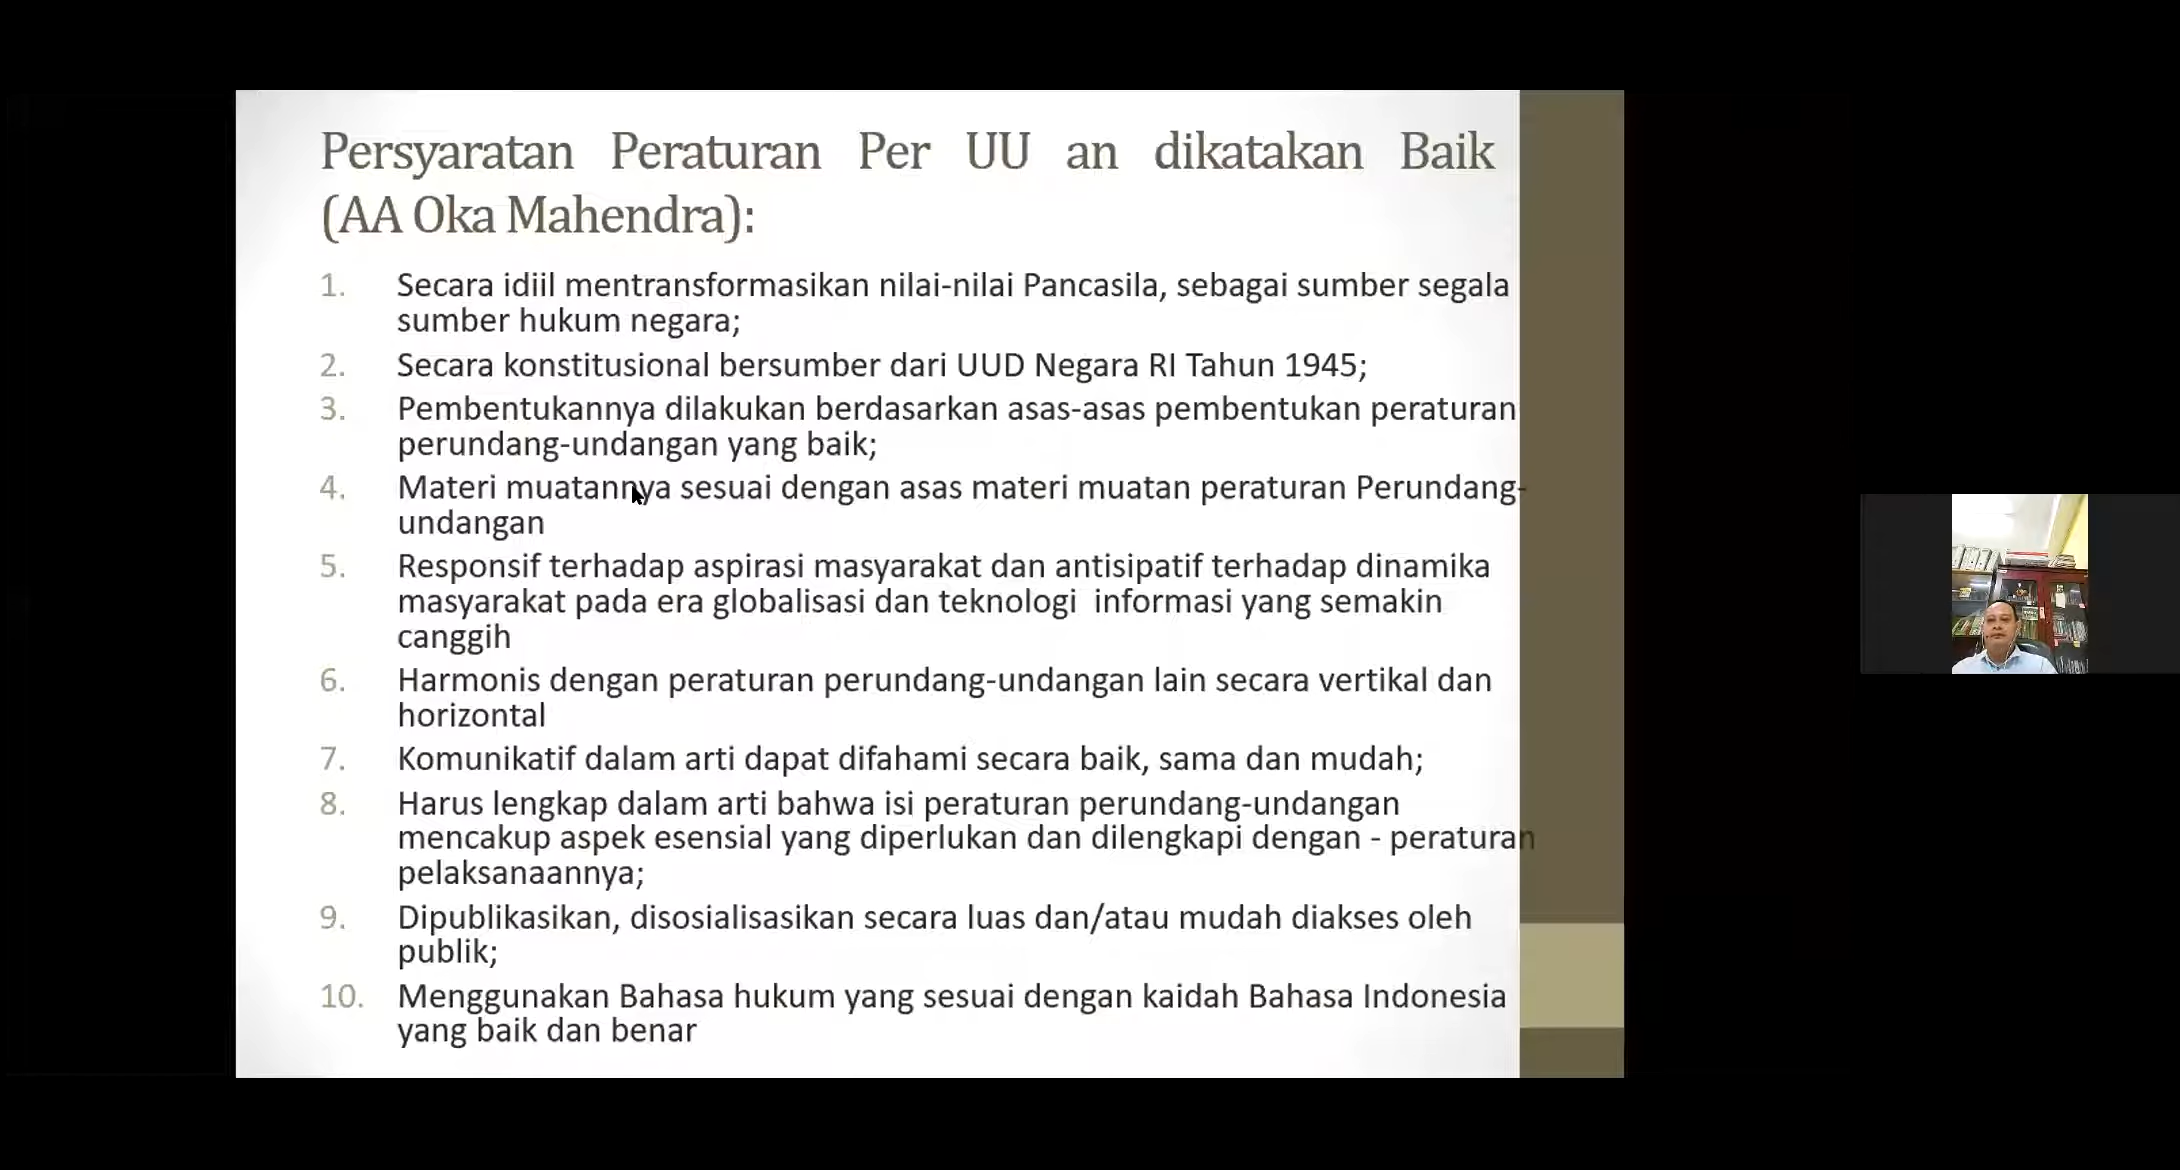 Persyaratan Peraturan Per UU an dikatakan Baik
(AA Oka Mahendra):
1. Secara idiil mentransformasikan nilai-nilai Pancasila, sebagai sumber segala
sumber hukum negara;
2. Secara konstitusional bersumber dari UUD Negara RI Tahun 1945;
3. Pembentukannya dilakukan berdasarkan asas-asas pembentukan peraturan
perundang-undangan yang baik;
4. Materi muatannya sesuai dengan asas materi muatan peraturan Perundang-
undangan
5. Responsif terhadap aspirasi masyarakat dan antisipatif terhadap dinamika
masyarakat pada era globalisasi dan teknologi informasi yang semakin
canggih
6. Harmonis dengan peraturan perundang-undangan lain secara vertikal dan
horizontal
7. Komunikatif dalam arti dapat difahami secara baik, sama dan mudah;
8. Harus lengkap dalam arti bahwa isi peraturan perundang-undangan
mencakup aspek esensial yang diperlukan dan dilengkapi dengan - peraturan
pelaksanaannya;
9. Dipublikasikan, disosialisasikan secara luas dan/atau mudah diakses oleh
publik;
10. Menggunakan Bahasa hukum yang sesuai dengan kaidah Bahasa Indonesia
yang baik dan benar